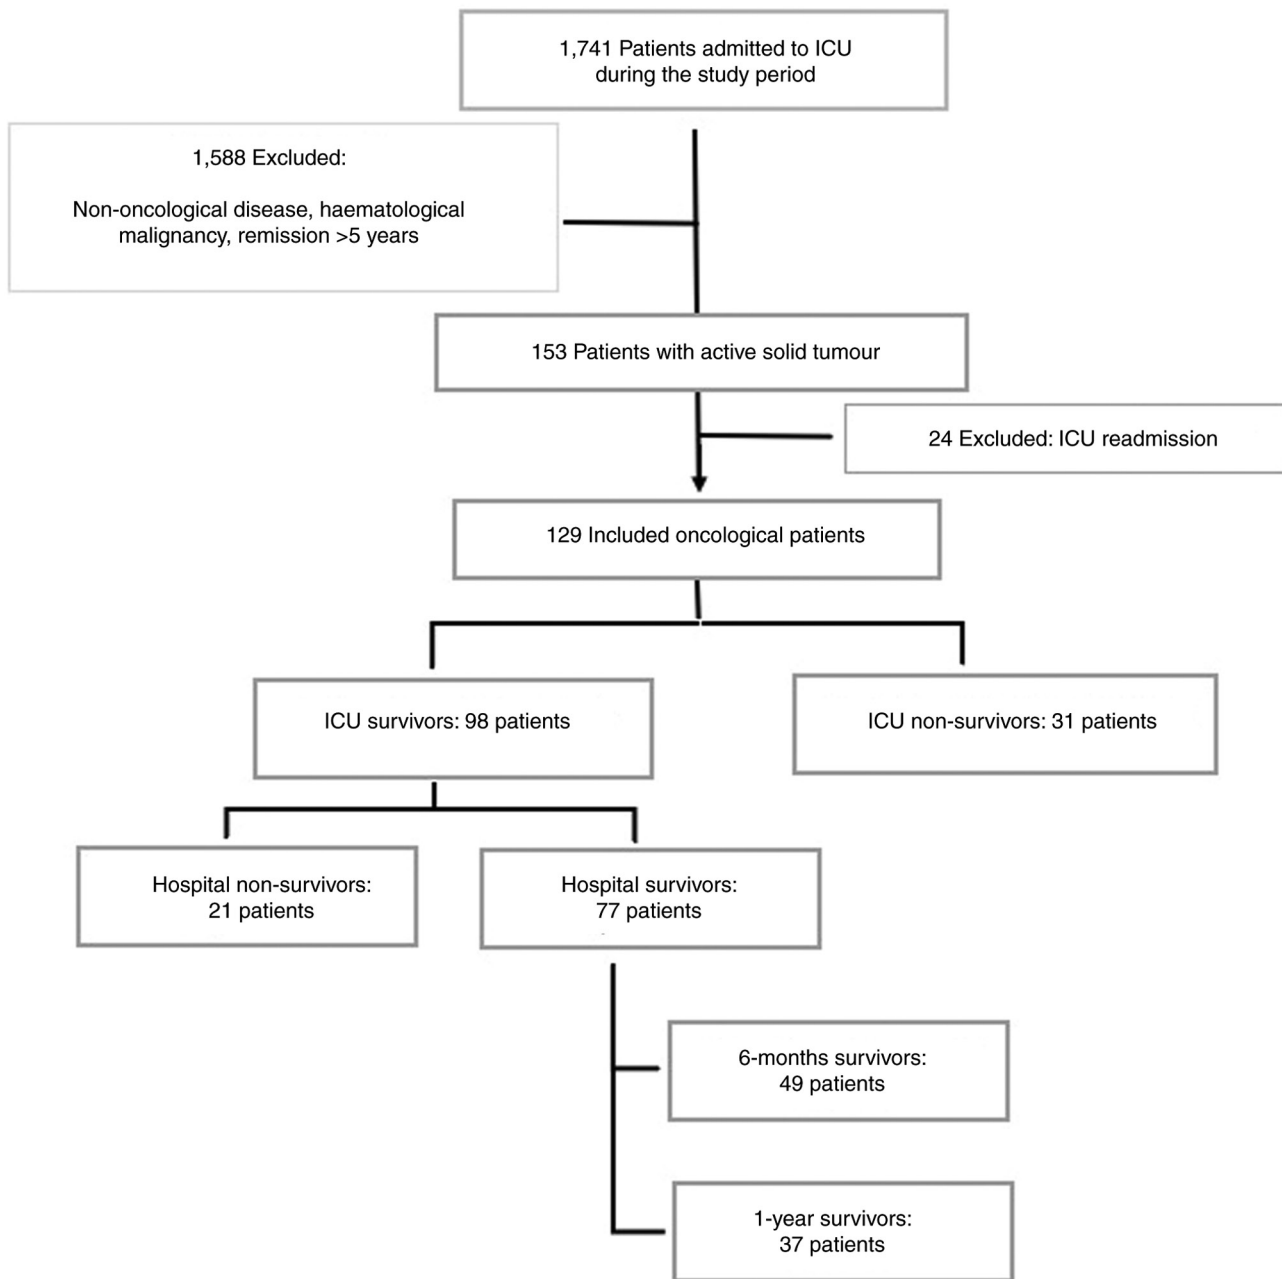 1,741 Patients admitted to ICU
during the study period
1,588 Excluded:
Non-oncological disease, haematological
malignancy, remission >5 years
153 Patients with active solid tumour
24 Excluded: ICU readmission
129 Included oncological patients
ICU survivors: 98 patients
ICU non-survivors: 31 patients
Hospital non-survivors:
21 patients
Hospital survivors:
77 patients
6-months survivors:
49 patients
1-year survivors:
37 patients